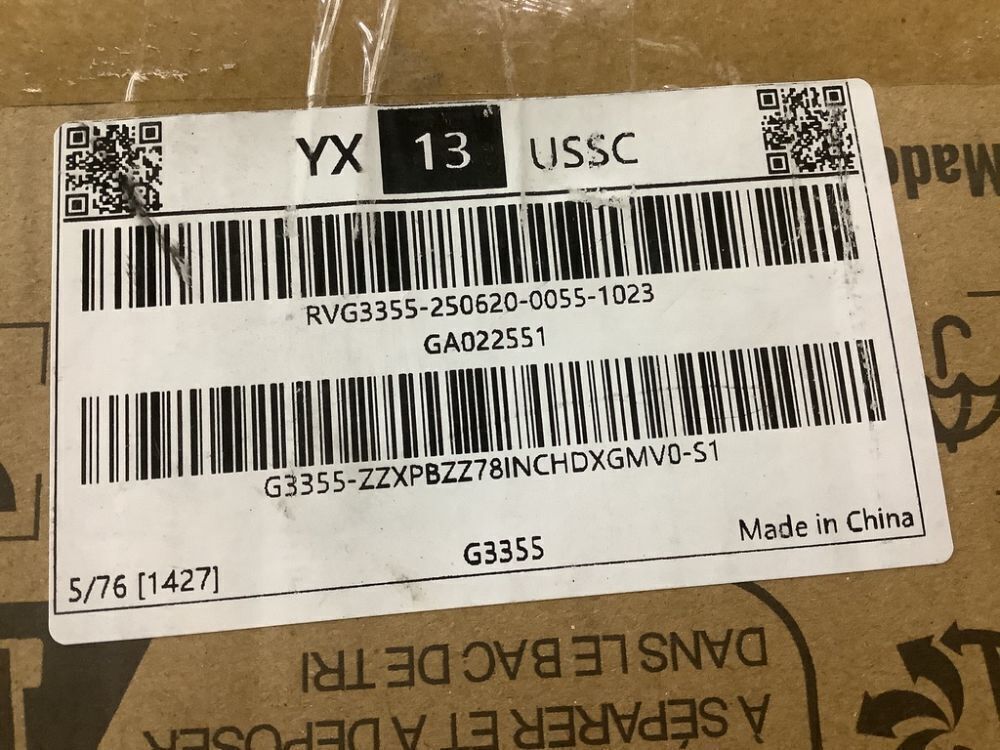 YX 13 USSC
RVG3355-250620-0055-1023
GA022551
G3355-ZZXPBZZ78INCHDXGMV0-S1
G3355
Made in China
5/76 [1427]
Made
À SÉPARER ET À DÉPOSER
DANS LE BAC DE TRI